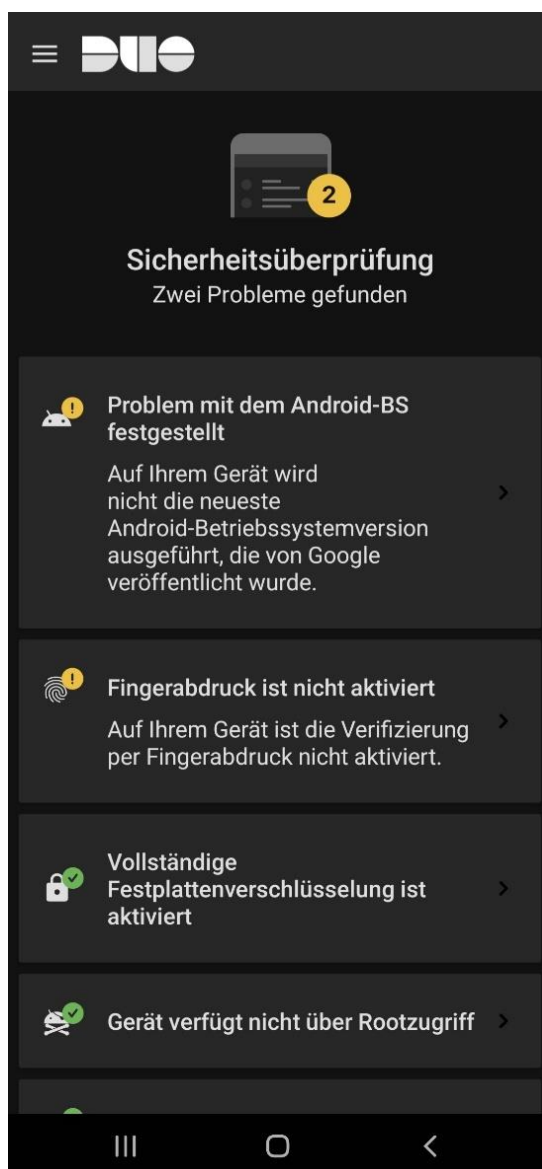 DUO
2
Sicherheitsüberprüfung
Zwei Probleme gefunden
Problem mit dem Android-BS
festgestellt
Auf Ihrem Gerät wird
nicht die neueste
Android-Betriebssystemversion
ausgeführt, die von Google
veröffentlicht wurde.
Fingerabdruck ist nicht aktiviert
Auf Ihrem Gerät ist die Verifizierung
per Fingerabdruck nicht aktiviert.
Vollständige
Festplattenverschlüsselung ist
aktiviert
Gerät verfügt nicht über Rootzugriff